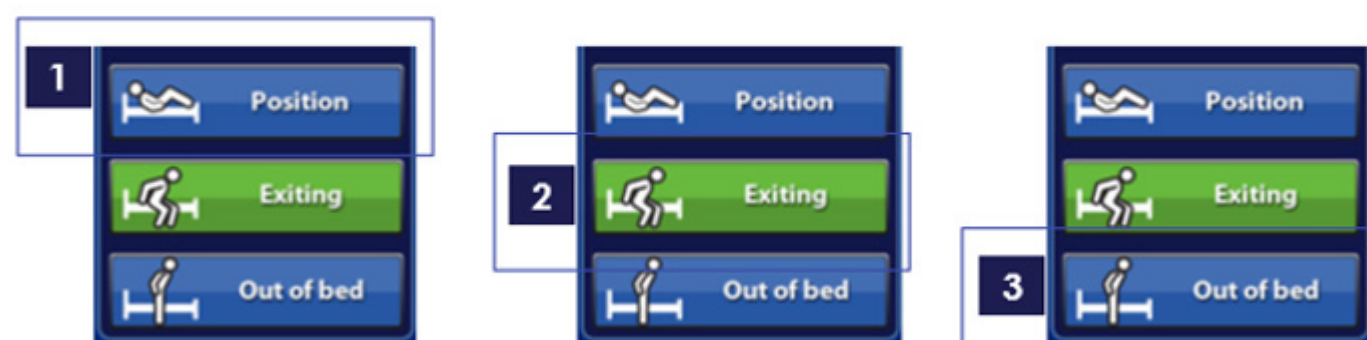 1
Position
Exiting
Out of bed
2
Position
Exiting
Out of bed
3
Position
Exiting
Out of bed